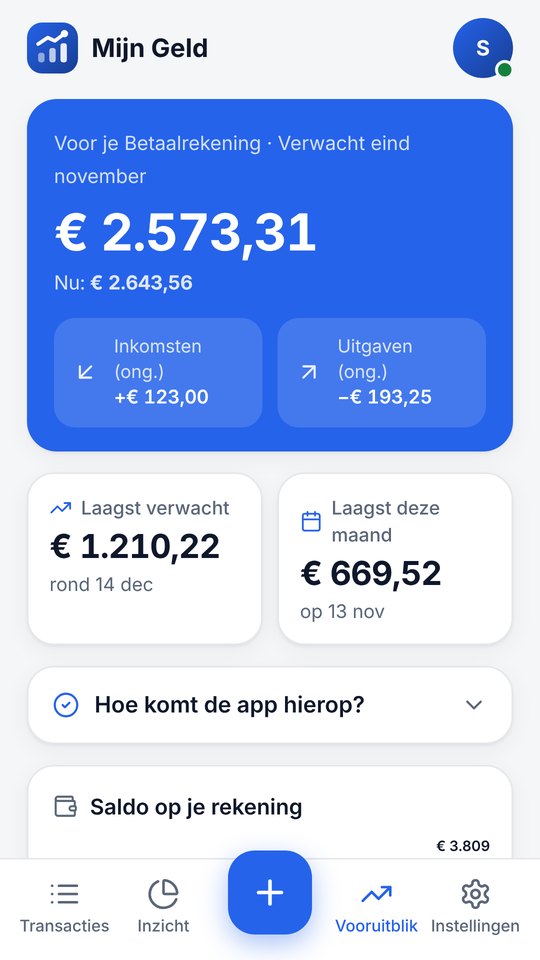 Mijn Geld
S
Voor je Betaalrekening · Verwacht eind
november
€ 2.573,31
Nu: € 2.643,56
Inkomsten
(ong.)
+€ 123,00
Uitgaven
(ong.)
−€ 193,25
Laagst verwacht
€ 1.210,22
rond 14 dec
Laagst deze
maand
€ 669,52
op 13 nov
Hoe komt de app hierop?
Saldo op je rekening
€ 3.809
Transacties
Inzicht
Vooruitblik
Instellingen